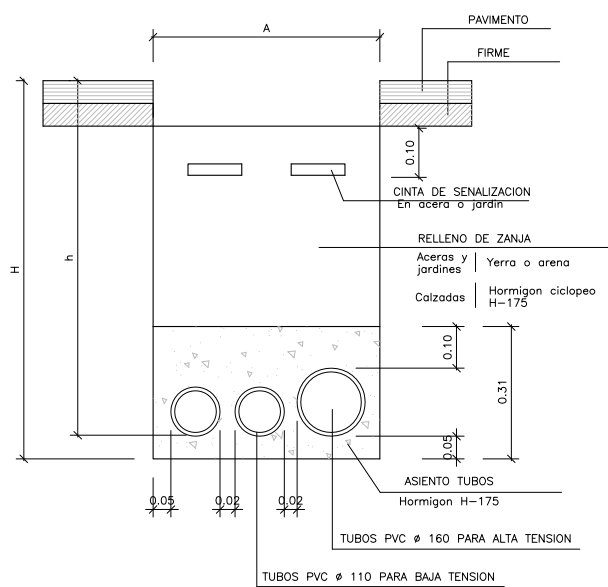 PAVIMENTO
A
FIRME
0.10
CINTA DE SENALIZACION
En acera o jardin
RELLENO DE ZANJA
Aceras y jardines
Yerra o arena
Calzadas
Hormigon ciclopeo
H-175
H
h
0.10
0.31
0.05
ASIENTO TUBOS
Hormigon H-175
0.05
0.02
0.02
TUBOS PVC ø 160 PARA ALTA TENSION
TUBOS PVC ø 110 PARA BAJA TENSION